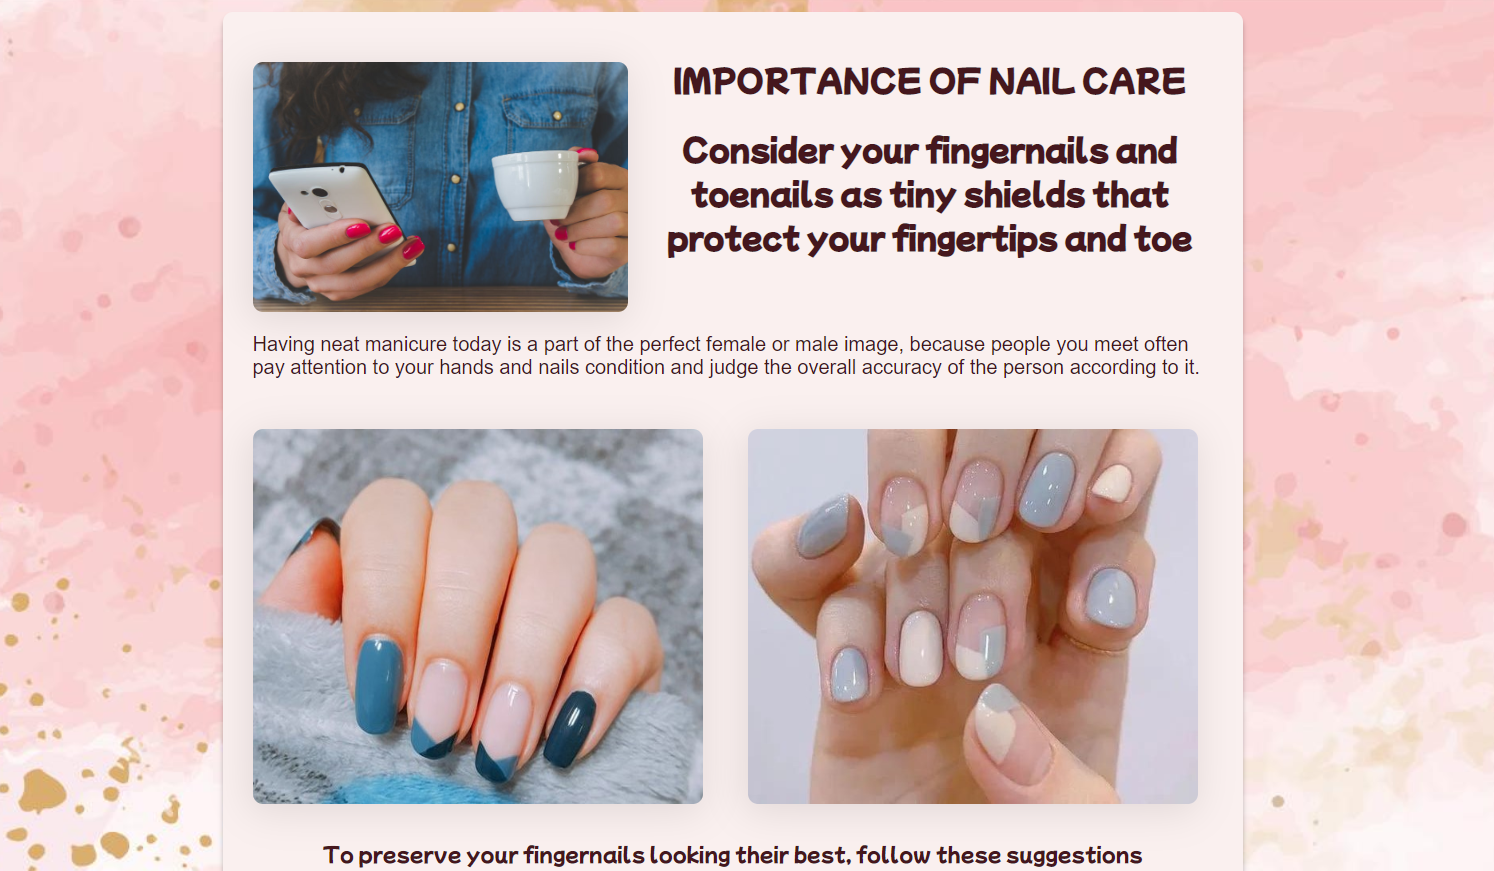 IMPORTANCE OF NAIL CARE
Consider your fingernails and
toenails as tiny shields that
protect your fingertips and toe
Having neat manicure today is a part of the perfect female or male image, because people you meet often
pay attention to your hands and nails condition and judge the overall accuracy of the person according to it.
To preserve your fingernails looking their best, follow these suggestions